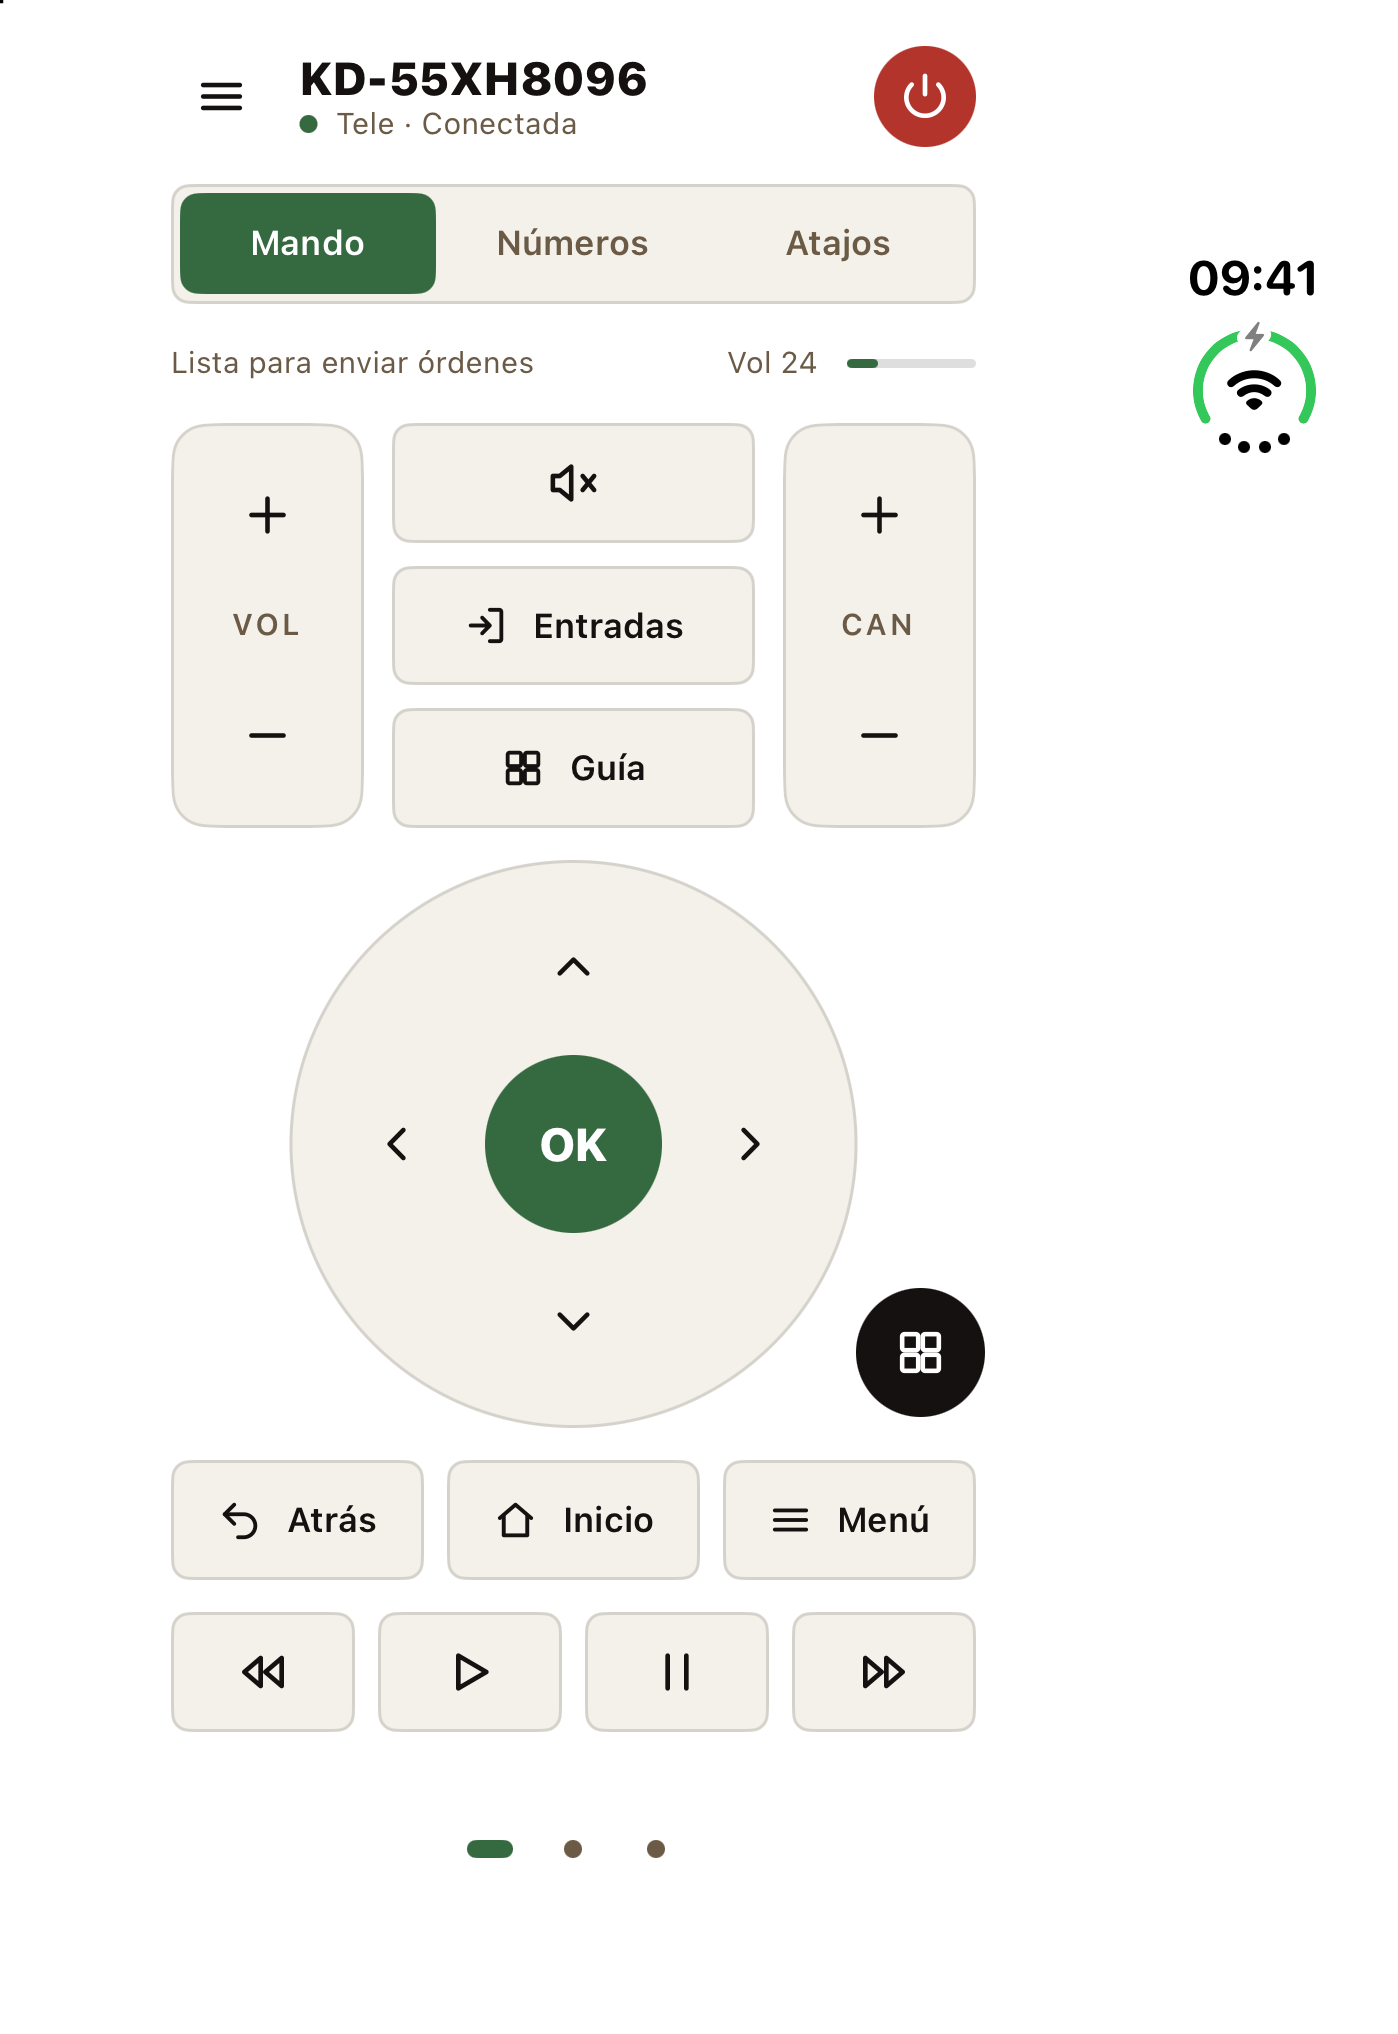 KD-55XH8096
Tele · Conectada
Mando Números Atajos
09:41
Lista para enviar órdenes Vol 24
VOL
Entradas
CAN
Guía
OK
Atrás Inicio Menú